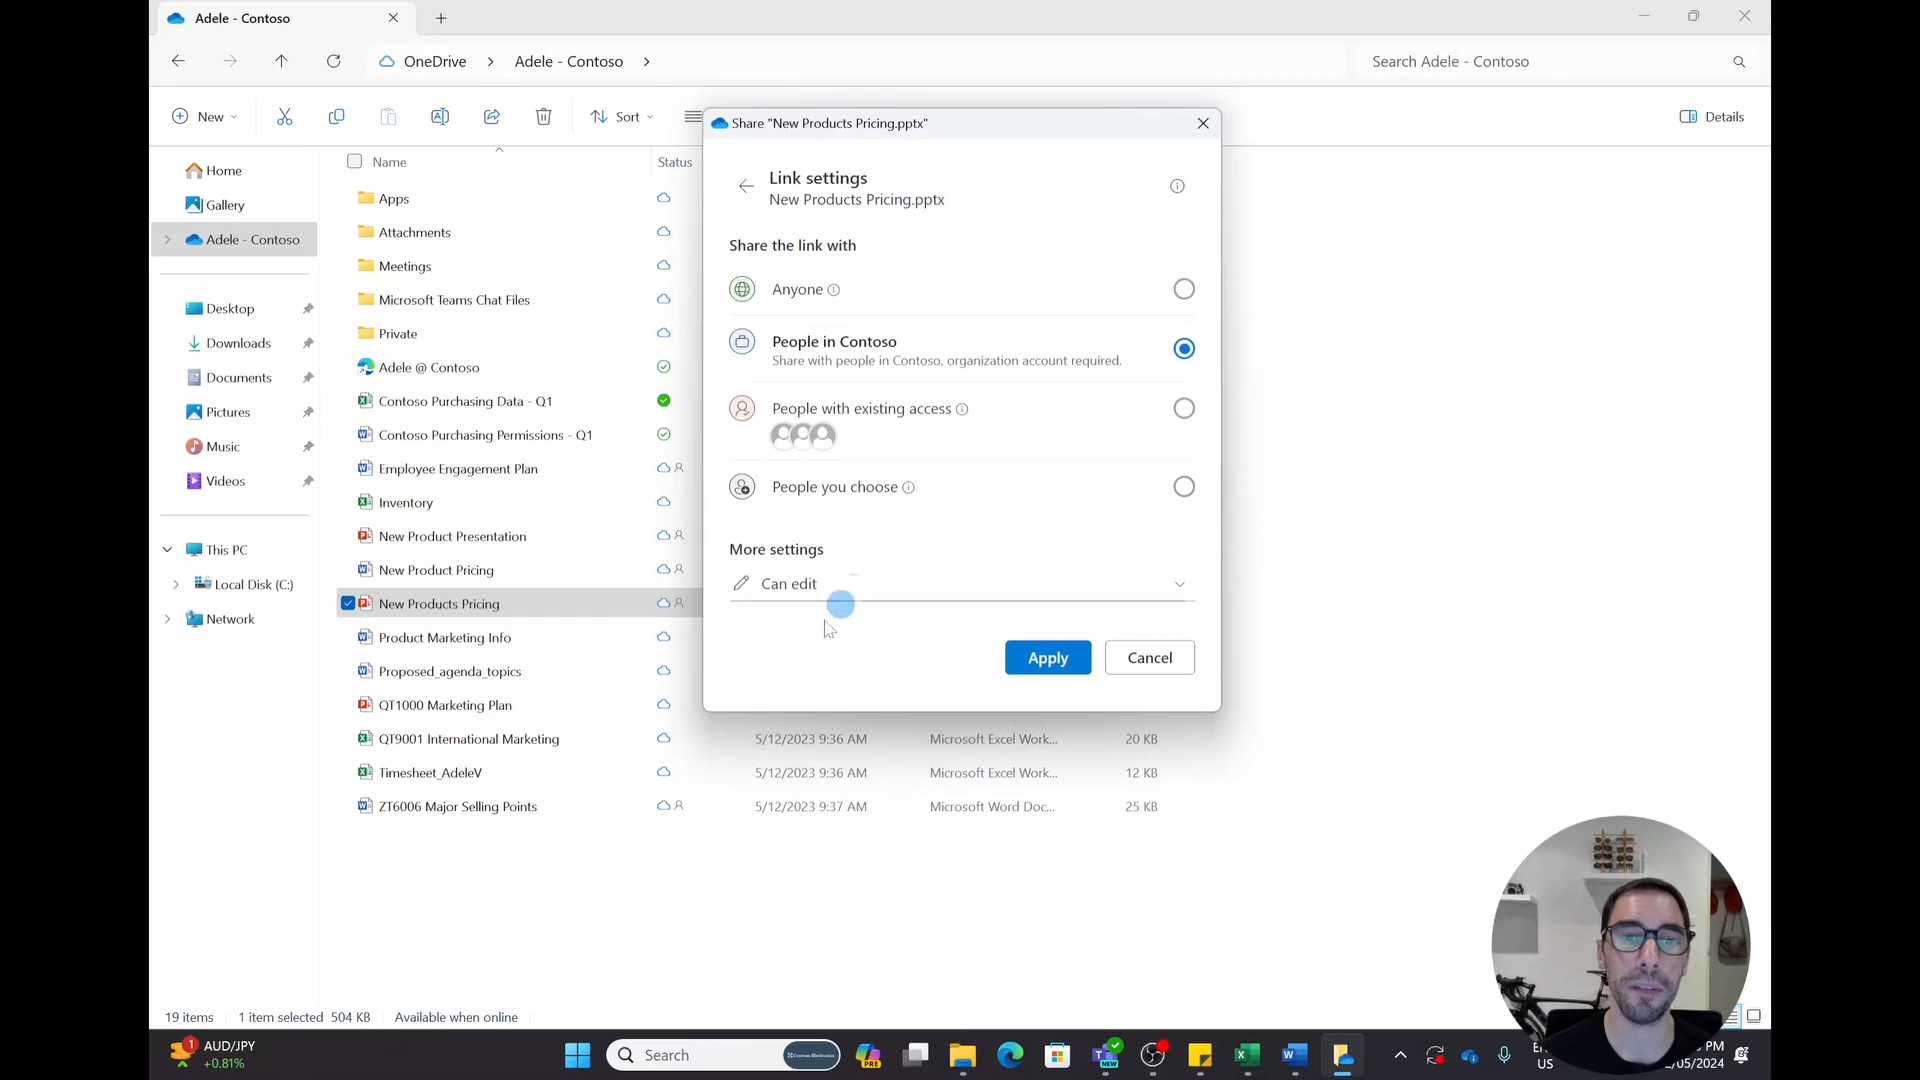 Adele - Contoso
OneDrive
Adele - Contoso
Search Adele - Contoso
New
Sort
Details
Share "New Products Pricing.pptx"
Link settings
New Products Pricing.pptx
Share the link with
Anyone
People in Contoso
Share with people in Contoso, organization account required.
People with existing access
People you choose
More settings
Can edit
Apply
Cancel
Home
Gallery
Adele - Contoso
Desktop
Downloads
Documents
Pictures
Music
Videos
This PC
Local Disk (C:)
Network
Name
Status
Apps
Attachments
Meetings
Microsoft Teams Chat Files
Private
Adele @ Contoso
Contoso Purchasing Data - Q1
Contoso Purchasing Permissions - Q1
Employee Engagement Plan
Inventory
New Product Presentation
New Product Pricing
New Products Pricing
Product Marketing Info
Proposed_agenda_topics
QT1000 Marketing Plan
QT9001 International Marketing 5/12/2023 9:36 AM Microsoft Excel Work... 20 KB
Timesheet_AdeleV 5/12/2023 9:36 AM Microsoft Excel Work... 12 KB
ZT6006 Major Selling Points 5/12/2023 9:37 AM Microsoft Word Doc... 25 KB
19 items 1 item selected 504 KB Available when online
1
AUD/JPY
+0.81%
Search
Contoso Electronics
PRE
NEW
US
PM
/05/2024